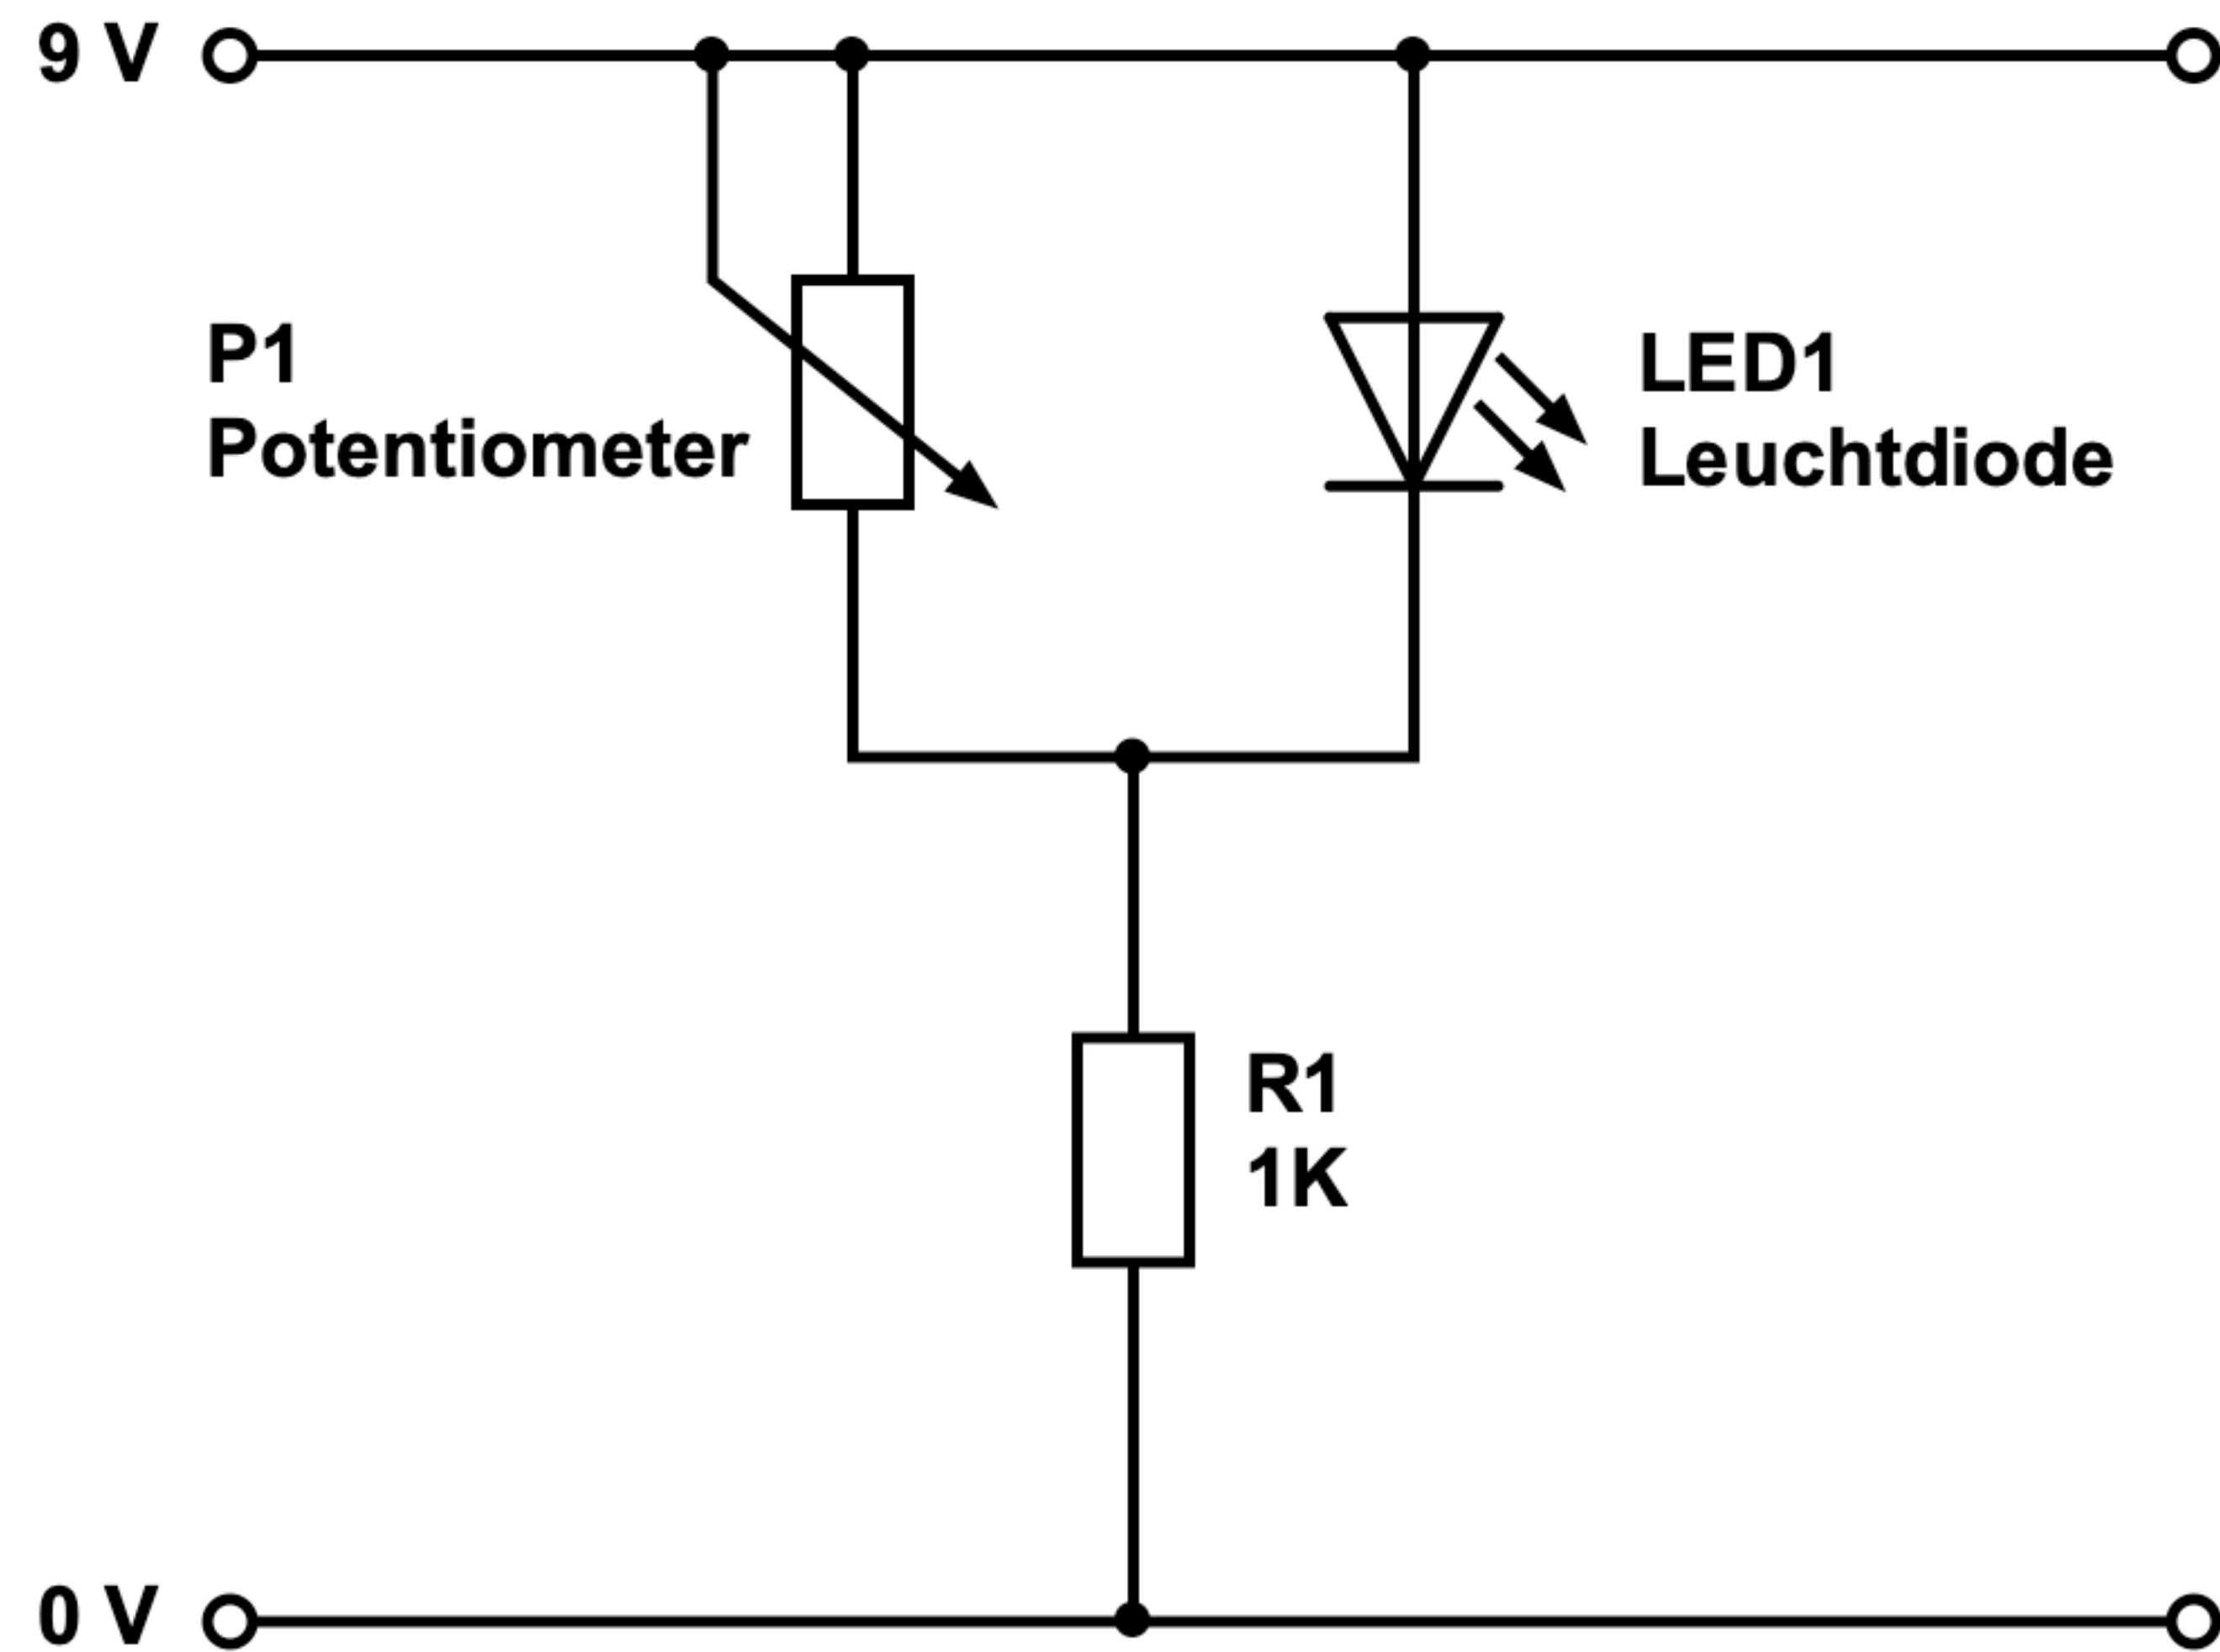 9 V
P1
Potentiometer
LED1
Leuchtdiode
R1
1K
0 V